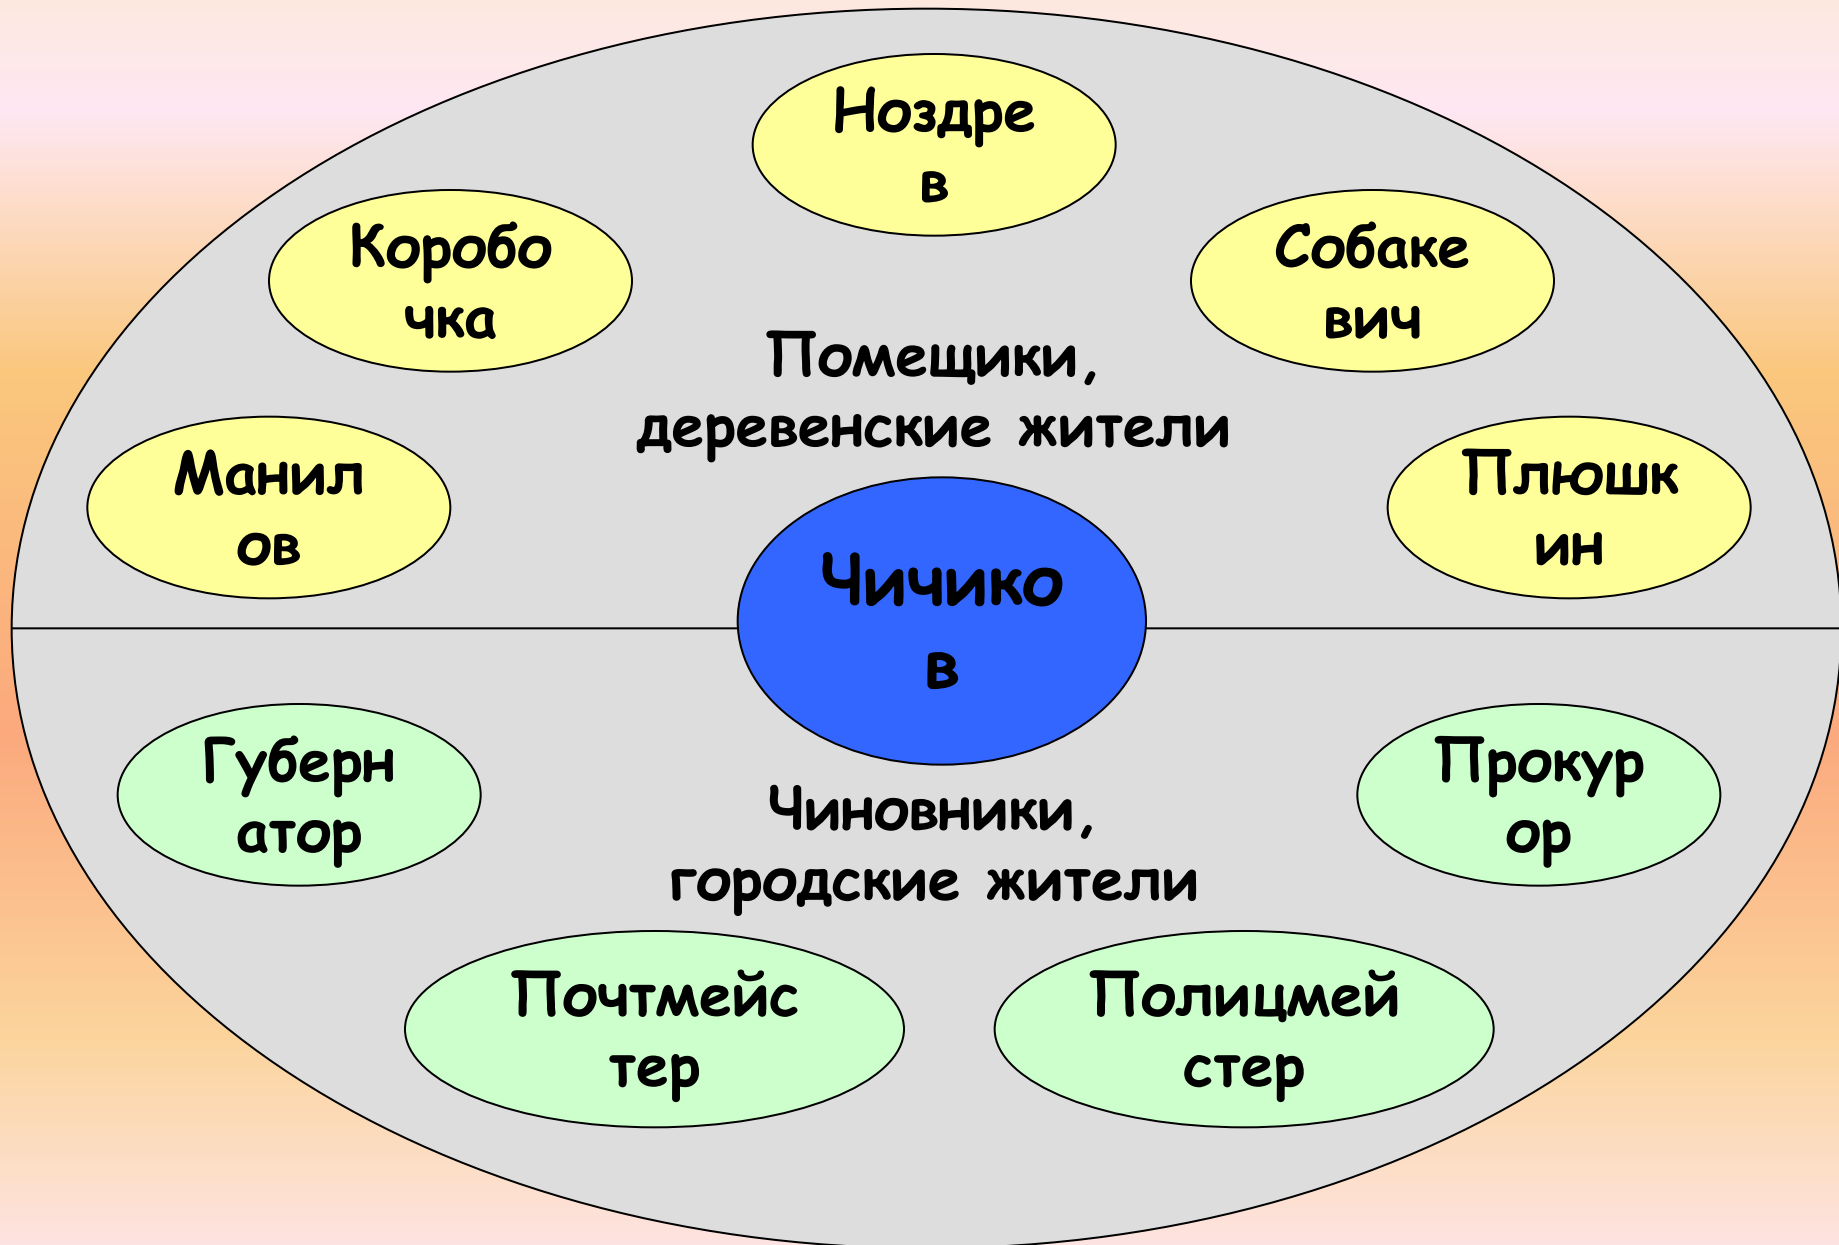 Ноздре
в
Коробо
чка
Собаке
вич
Помещики,
деревенские жители
Манил
ов
Плюшк
ин
Чичико
в
Губерн
атор
Прокур
ор
Чиновники,
городские жители
Почтмейс
тер
Полицмей
стер